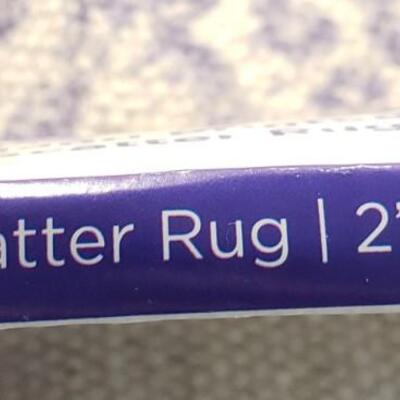 atter Rug | 2'